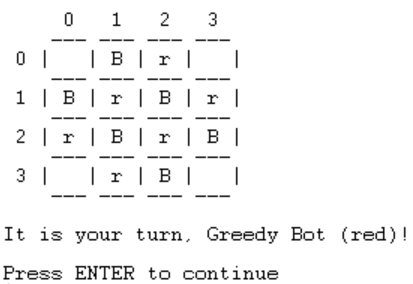 0 1 2 3
--- --- --- ---
0 | | B | r | |
--- --- --- ---
1 | B | r | B | r |
--- --- --- ---
2 | r | B | r | B |
--- --- --- ---
3 | | r | B | |
--- --- --- ---
It is your turn, Greedy Bot (red)!
Press ENTER to continue